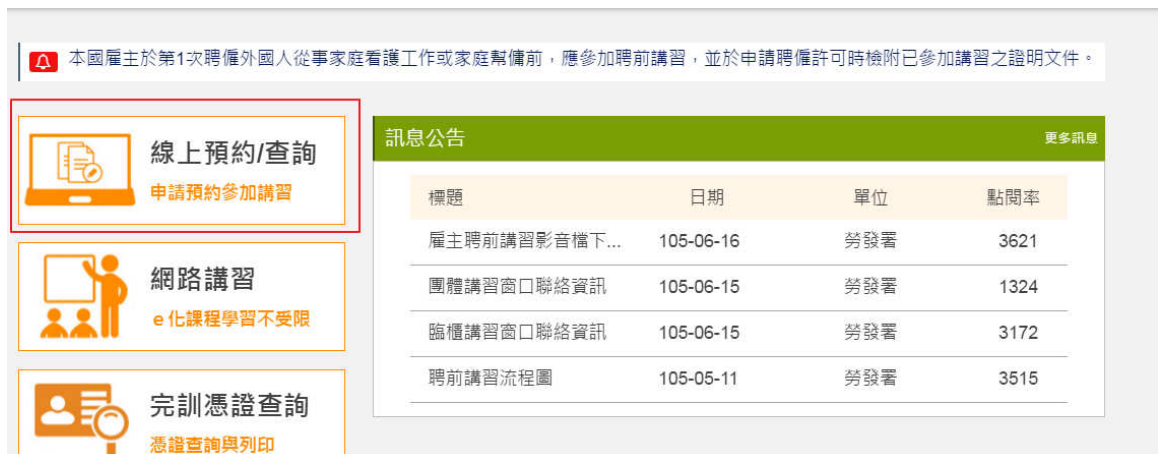 本國雇主於第1次聘僱外國人從事家庭看護工作或家庭幫傭前，應參加聘前講習，並於申請聘僱許可時檢附已參加講習之證明文件。
線上預約/查詢
申請預約參加講習
網路講習
e化課程學習不受限
完訓憑證查詢
憑證查詢與列印
訊息公告 更多訊息
標題 日期 單位 點閱率
雇主聘前講習影音檔下... 105-06-16 勞發署 3621
團體講習窗口聯絡資訊 105-06-15 勞發署 1324
臨櫃講習窗口聯絡資訊 105-06-15 勞發署 3172
聘前講習流程圖 105-05-11 勞發署 3515